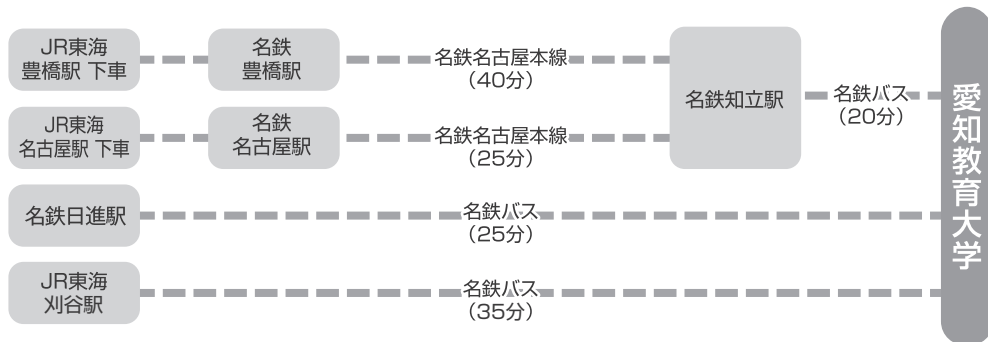 JR東海
豊橋駅 下車
名鉄
豊橋駅
名鉄名古屋本線
（40分）
JR東海
名古屋駅 下車
名鉄
名古屋駅
名鉄名古屋本線
（25分）
名鉄知立駅
名鉄バス
（20分）
名鉄日進駅
名鉄バス
（25分）
JR東海
刈谷駅
名鉄バス
（35分）
愛知教育大学